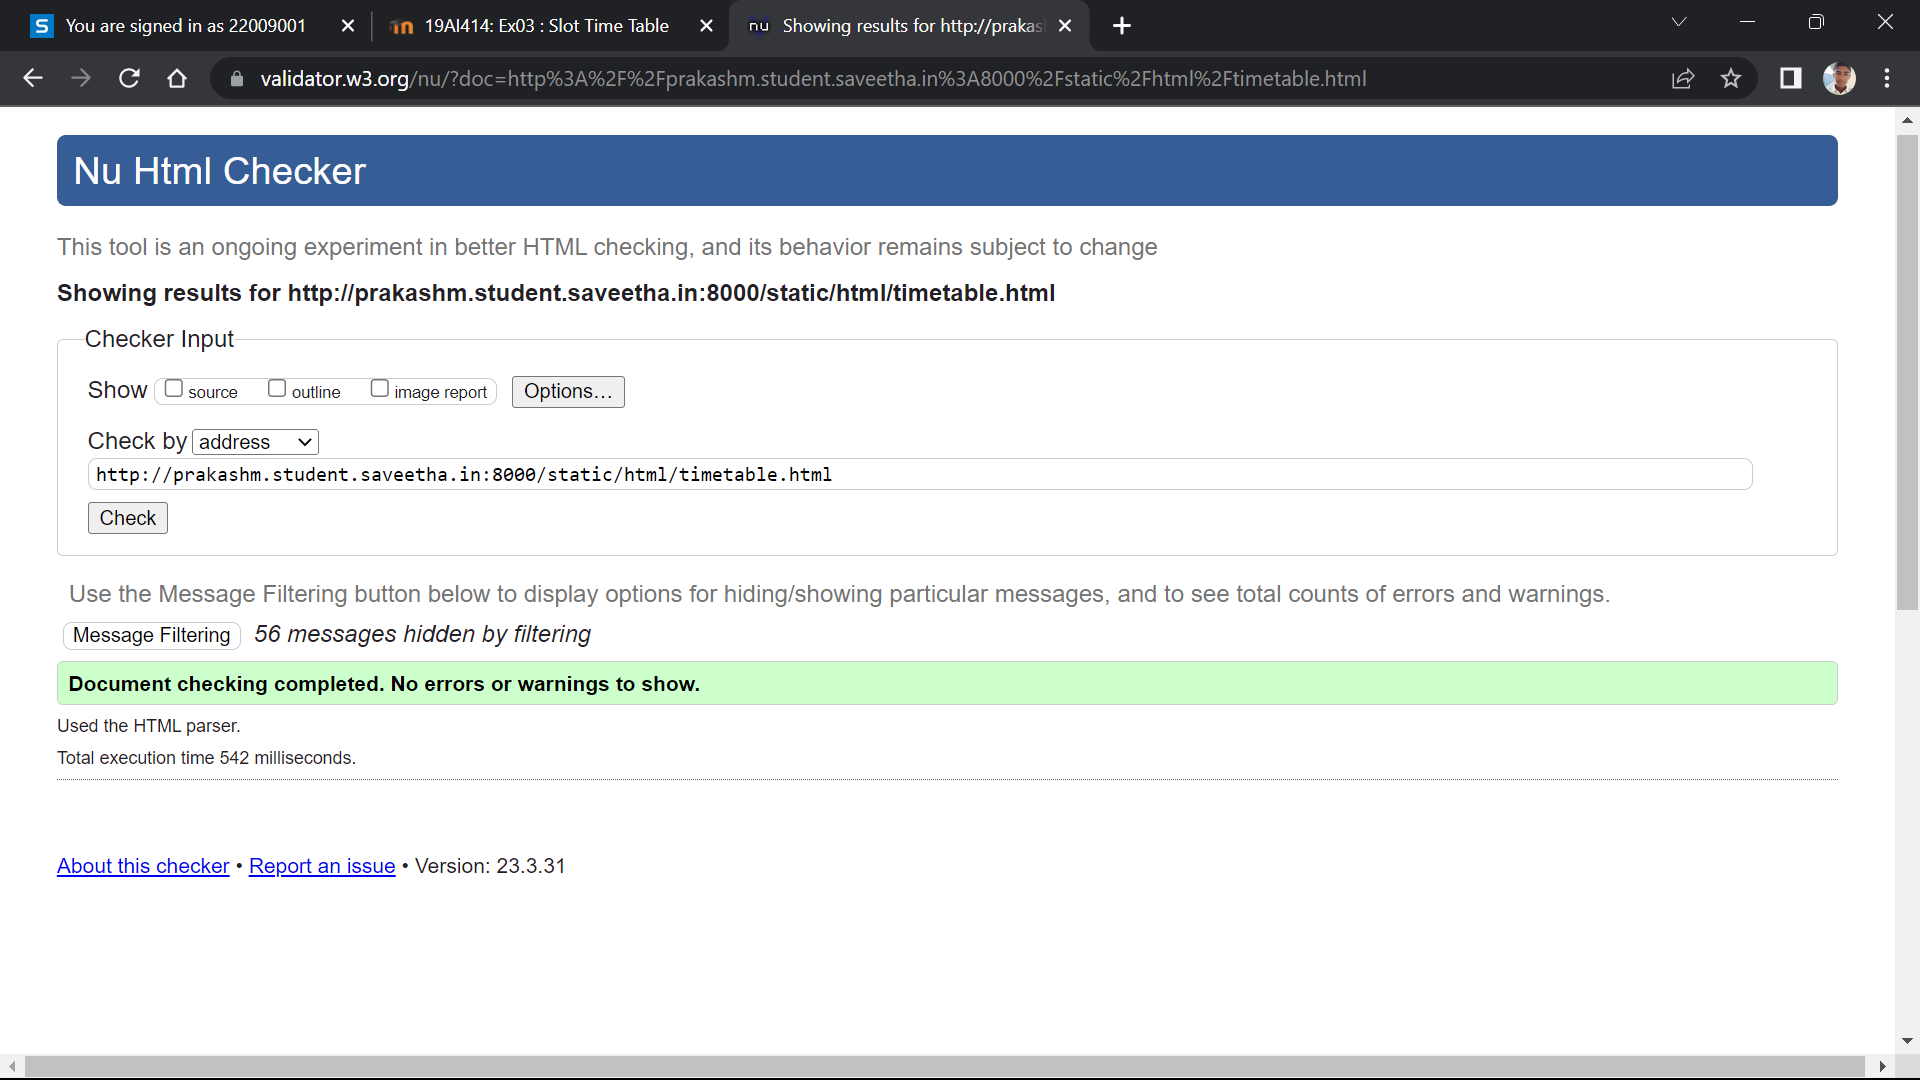 You are signed in as 22009001
19AI414: Ex03 : Slot Time Table
nu Showing results for http://prakas
validator.w3.org/nu/?doc=http%3A%2F%2Fprakashm.student.saveetha.in%3A8000%2Fstatic%2Fhtml%2Ftimetable.html
Nu Html Checker
This tool is an ongoing experiment in better HTML checking, and its behavior remains subject to change
Showing results for http://prakashm.student.saveetha.in:8000/static/html/timetable.html
Checker Input
Show source outline image report Options...
Check by address
http://prakashm.student.saveetha.in:8000/static/html/timetable.html
Check
Use the Message Filtering button below to display options for hiding/showing particular messages, and to see total counts of errors and warnings.
Message Filtering 56 messages hidden by filtering
Document checking completed. No errors or warnings to show.
Used the HTML parser.
Total execution time 542 milliseconds.
About this checker • Report an issue • Version: 23.3.31